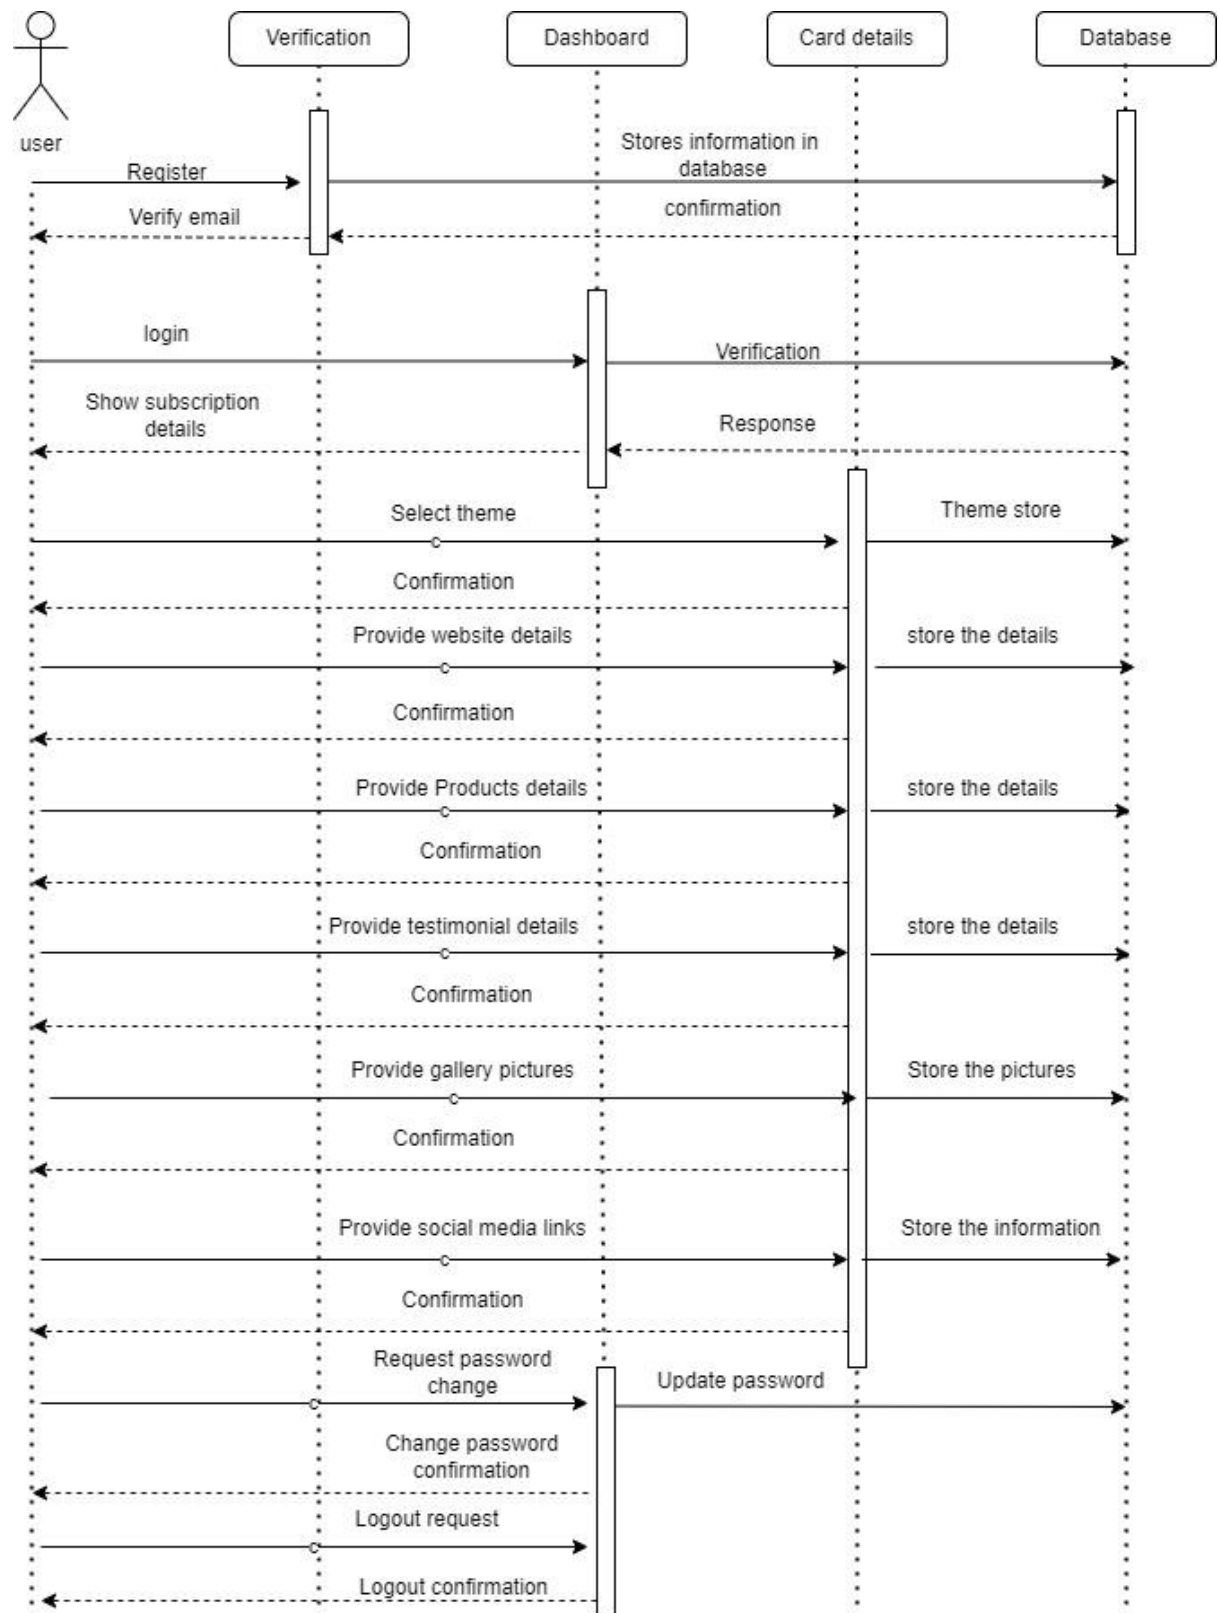 Verification
Dashboard
Card details
Database
user
Register
Stores information in
database
Verify email
confirmation
login
Verification
Show subscription
details
Response
Select theme
Theme store
c
Confirmation
Provide website details
store the details
c
Confirmation
Provide Products details
store the details
c
Confirmation
Provide testimonial details
store the details
c
Confirmation
Provide gallery pictures
Store the pictures
c
Confirmation
Provide social media links
Store the information
c
Confirmation
Request password
change
Update password
c
Change password
confirmation
Logout request
c
Logout confirmation